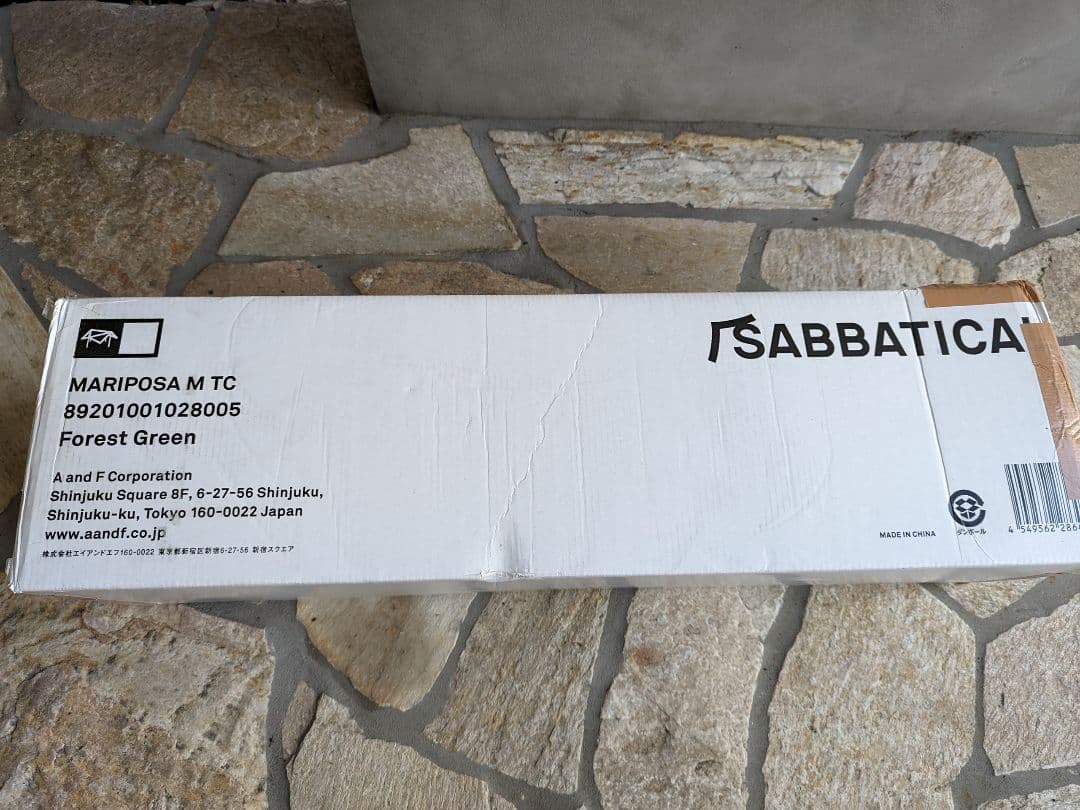 SABBATICAL
MARIPOSA M TC
89201001028005
Forest Green
A and F Corporation
Shinjuku Square 8F, 6-27-56 Shinjuku,
Shinjuku-ku, Tokyo 160-0022 Japan
www.aandf.co.jp
株式会社エイアンドエフ160-0022 東京都新宿区新宿6-27-56 新宿スクエア
MADE IN CHINA
ダンボール
4 549562 286